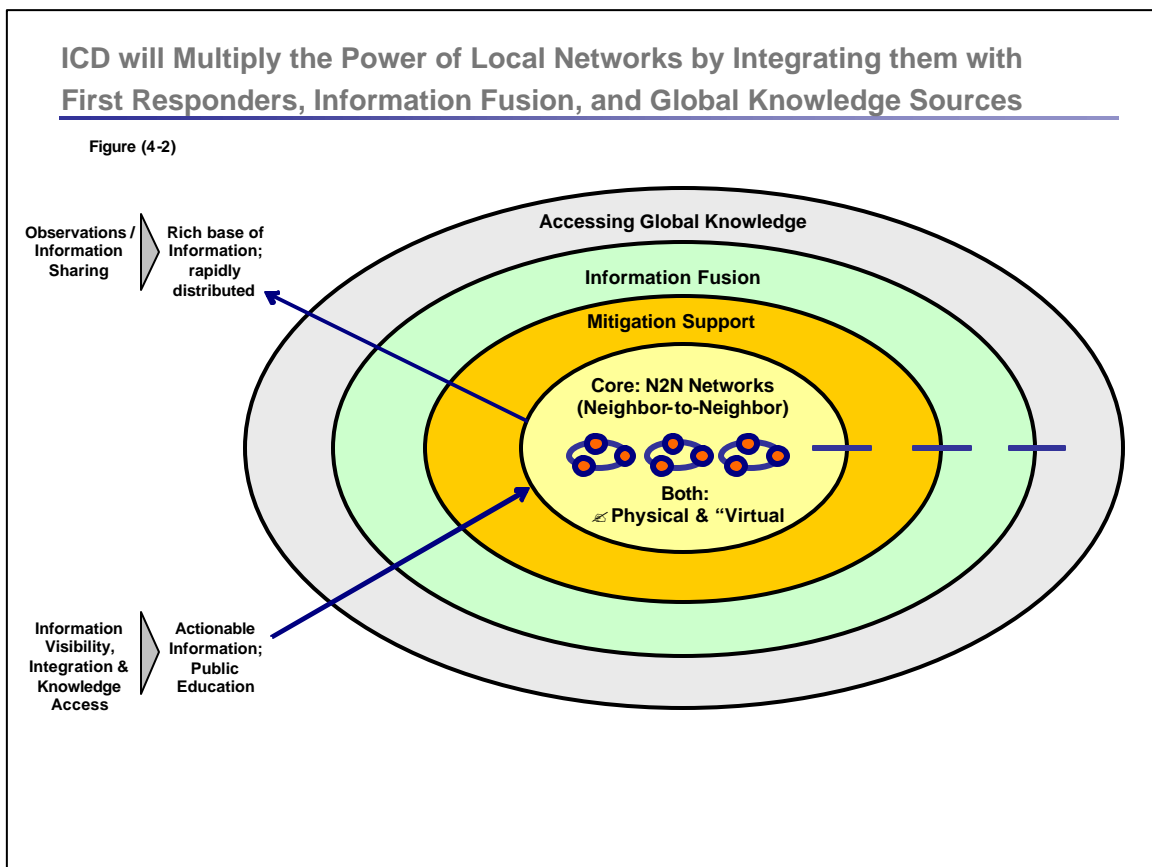 ICD will Multiply the Power of Local Networks by Integrating them with
First Responders, Information Fusion, and Global Knowledge Sources
Figure (4-2)
Observations /
Information
Sharing
Rich base of
Information;
rapidly
distributed
Accessing Global Knowledge
Information Fusion
Mitigation Support
Core: N2N Networks
(Neighbor-to-Neighbor)
Both:
✍ Physical & “Virtual
Information
Visibility,
Integration &
Knowledge
Access
Actionable
Information;
Public
Education